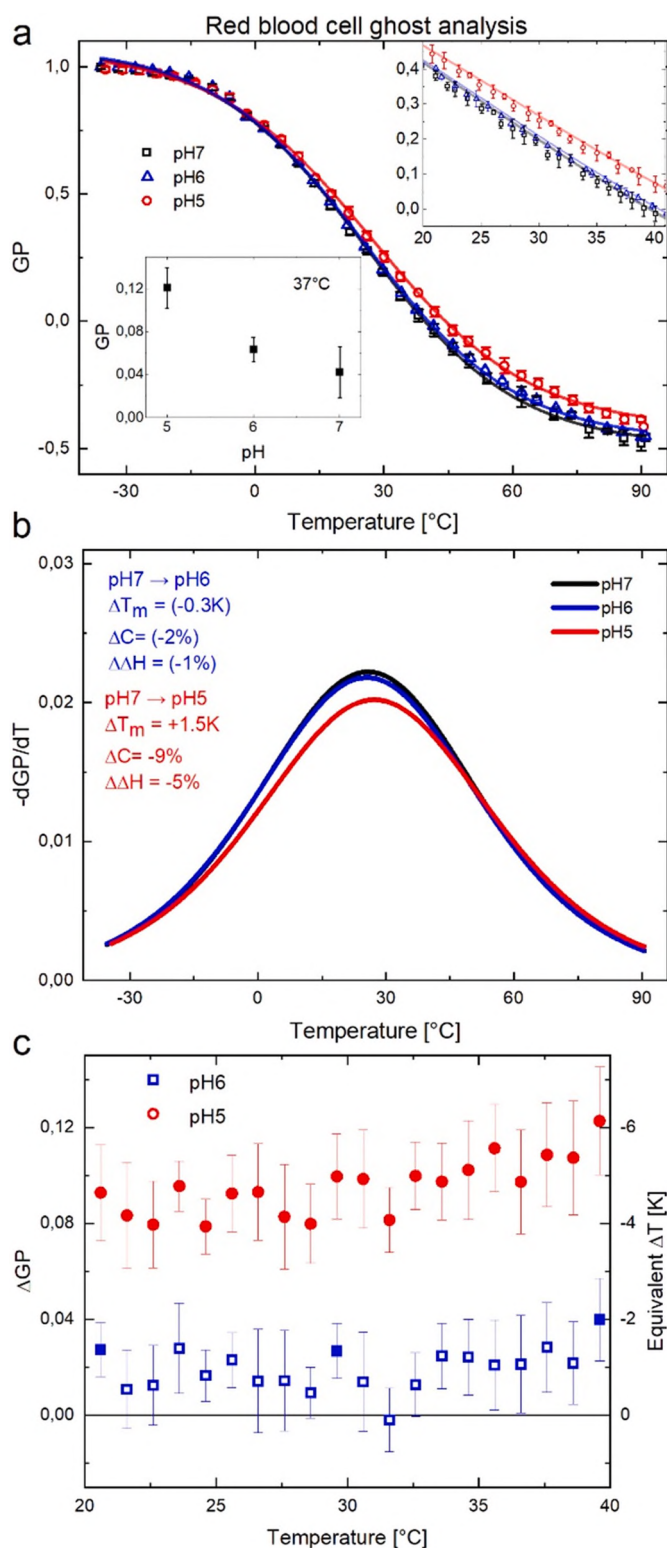 Red blood cell ghost analysis
a
1,0
0,5
0,0
-0,5
GP
pH7
pH6
pH5
0,4
0,3
0,2
0,1
0,0
20 25 30 35 40
37°C
0,12
0,08
0,04
0,00
GP
5 6 7
pH
-30 0 30 60 90
Temperature [°C]
b
0,03
0,02
0,01
0,00
-dGP/dT
pH7 → pH6
ΔTm = (-0.3K)
ΔC= (-2%)
ΔΔH = (-1%)
pH7 → pH5
ΔTm = +1.5K
ΔC= -9%
ΔΔH = -5%
pH7
pH6
pH5
-30 0 30 60 90
Temperature [°C]
c
pH6
pH5
0,12
0,08
0,04
0,00
ΔGP
-6
-4
-2
0
Equivalent ΔT [K]
20 25 30 35 40
Temperature [°C]